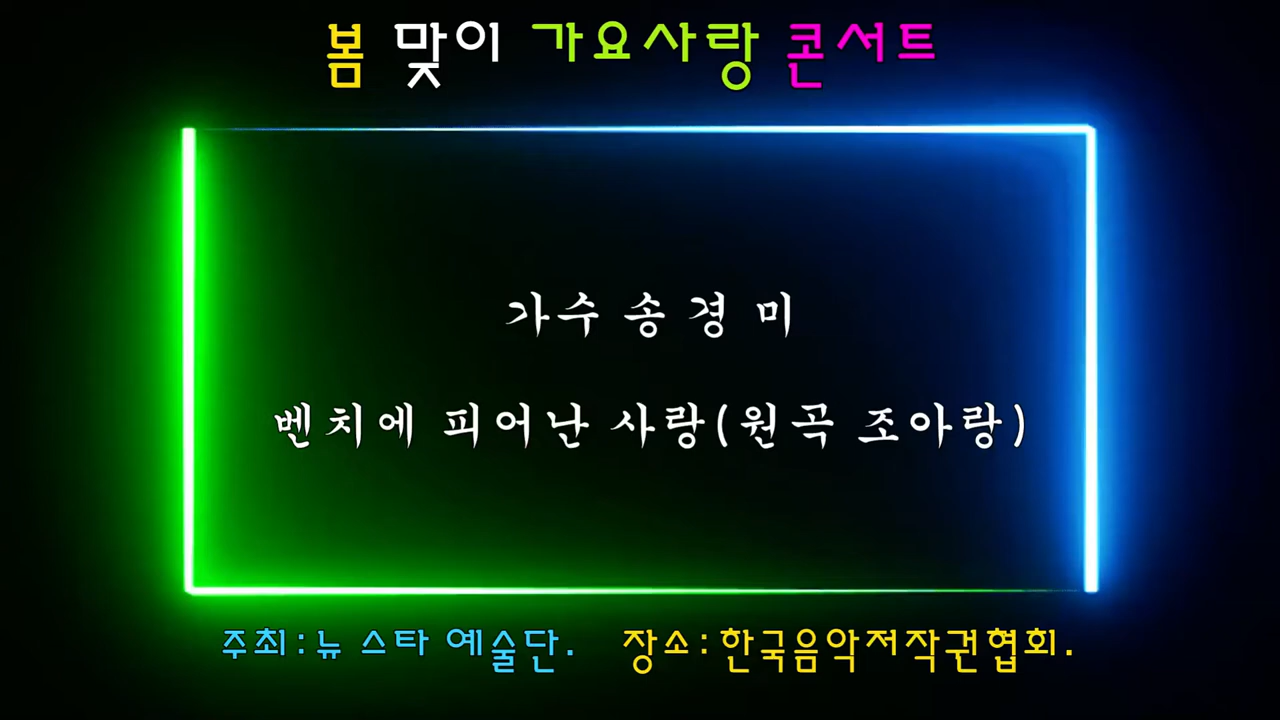 봄 맞이 가요사랑 콘서트
가수 송 경 미
벤치에 피어난 사랑(원곡 조아랑)
주최:뉴 스타 예술단. 장소:한국음악저작권협회.